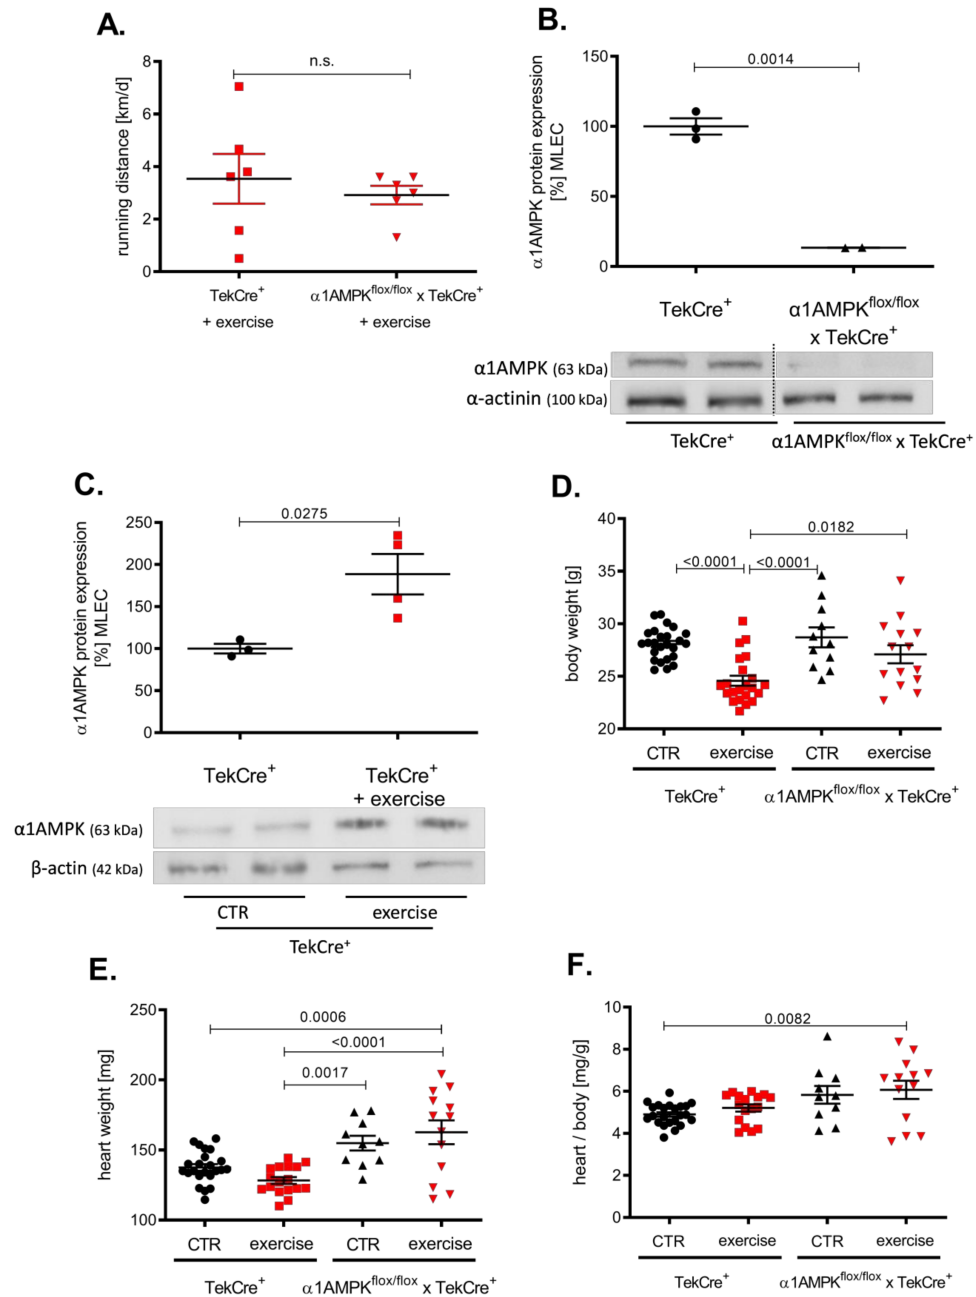 A.
8
6
4
2
0
running distance [km/d]
n.s.
TekCre⁺
+ exercise
α1AMPK^flox/flox x TekCre⁺
+ exercise
B.
150
100
50
0
α1AMPK protein expression
[%] MLEC
0.0014
TekCre⁺
α1AMPK^flox/flox
x TekCre⁺
α1AMPK (63 kDa)
α-actinin (100 kDa)
TekCre⁺
α1AMPK^flox/flox x TekCre⁺
C.
250
200
150
100
50
0
α1AMPK protein expression
[%] MLEC
0.0275
TekCre⁺
TekCre⁺
+ exercise
α1AMPK (63 kDa)
β-actin (42 kDa)
CTR
exercise
TekCre⁺
D.
40
35
30
25
20
body weight [g]
0.0182
<0.0001
<0.0001
CTR
exercise
CTR
exercise
TekCre⁺
α1AMPK^flox/flox x TekCre⁺
E.
250
200
150
100
heart weight [mg]
0.0006
<0.0001
0.0017
CTR
exercise
CTR
exercise
TekCre⁺
α1AMPK^flox/flox x TekCre⁺
F.
10
8
6
4
2
0
heart / body [mg/g]
0.0082
CTR
exercise
CTR
exercise
TekCre⁺
α1AMPK^flox/flox x TekCre⁺